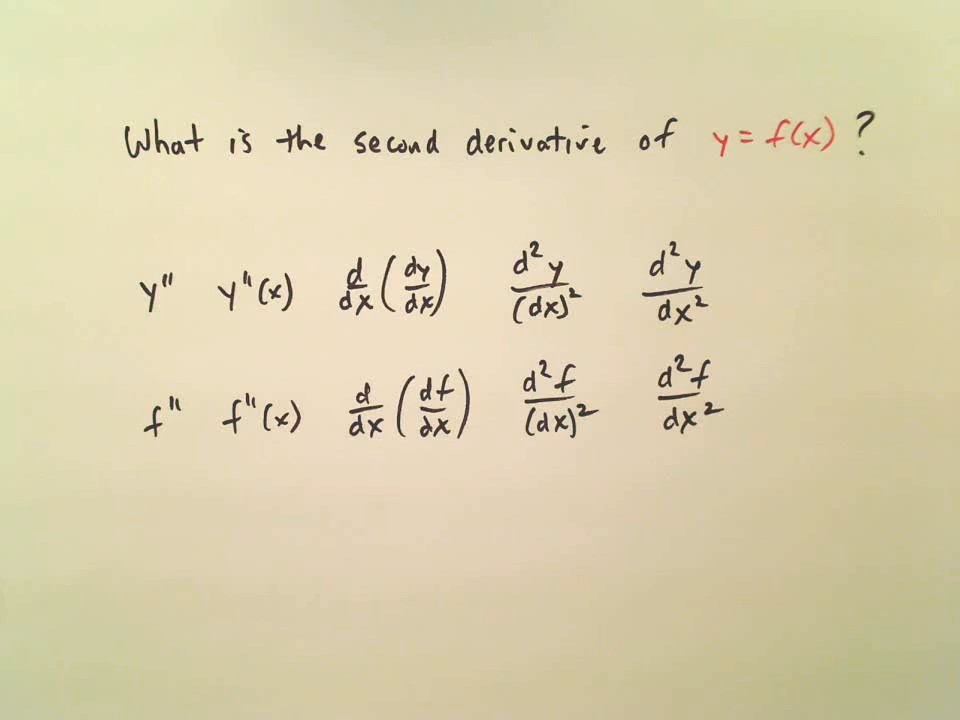 What is the second derivative of y = f(x) ?
y'' y''(x) d/dx (dy/dx) d²y/(dx)² d²y/dx²
f'' f''(x) d/dx (df/dx) d²f/(dx)² d²f/dx²